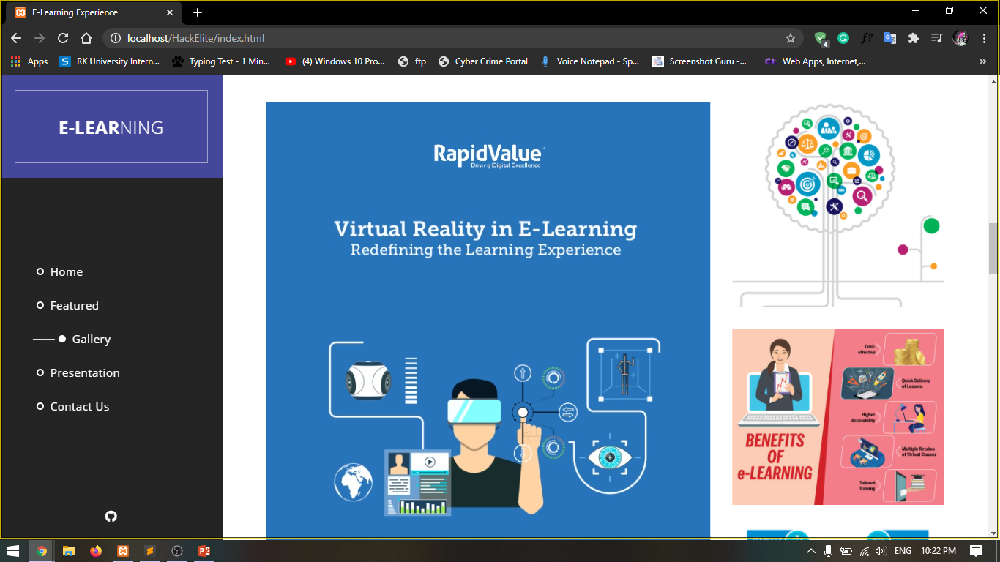 E-Learning Experience
localhost/HackElite/index.html
4
Apps
RK University Intern...
Typing Test - 1 Min...
(4) Windows 10 Pro...
ftp
Cyber Crime Portal
Voice Notepad - Sp...
Screenshot Guru -...
Web Apps, Internet,...
E-LEARNING
Home
Featured
Gallery
Presentation
Contact Us
RapidValue
Driving Digital Excellence
Virtual Reality in E-Learning
Redefining the Learning Experience
BENEFITS
OF
e-LEARNING
Cost-
effective
Quick Delivery
of Lessons
Higher
Accessability
Multiple Retakes
of Virtual Classes
Tailored
Training
ENG
10:22 PM